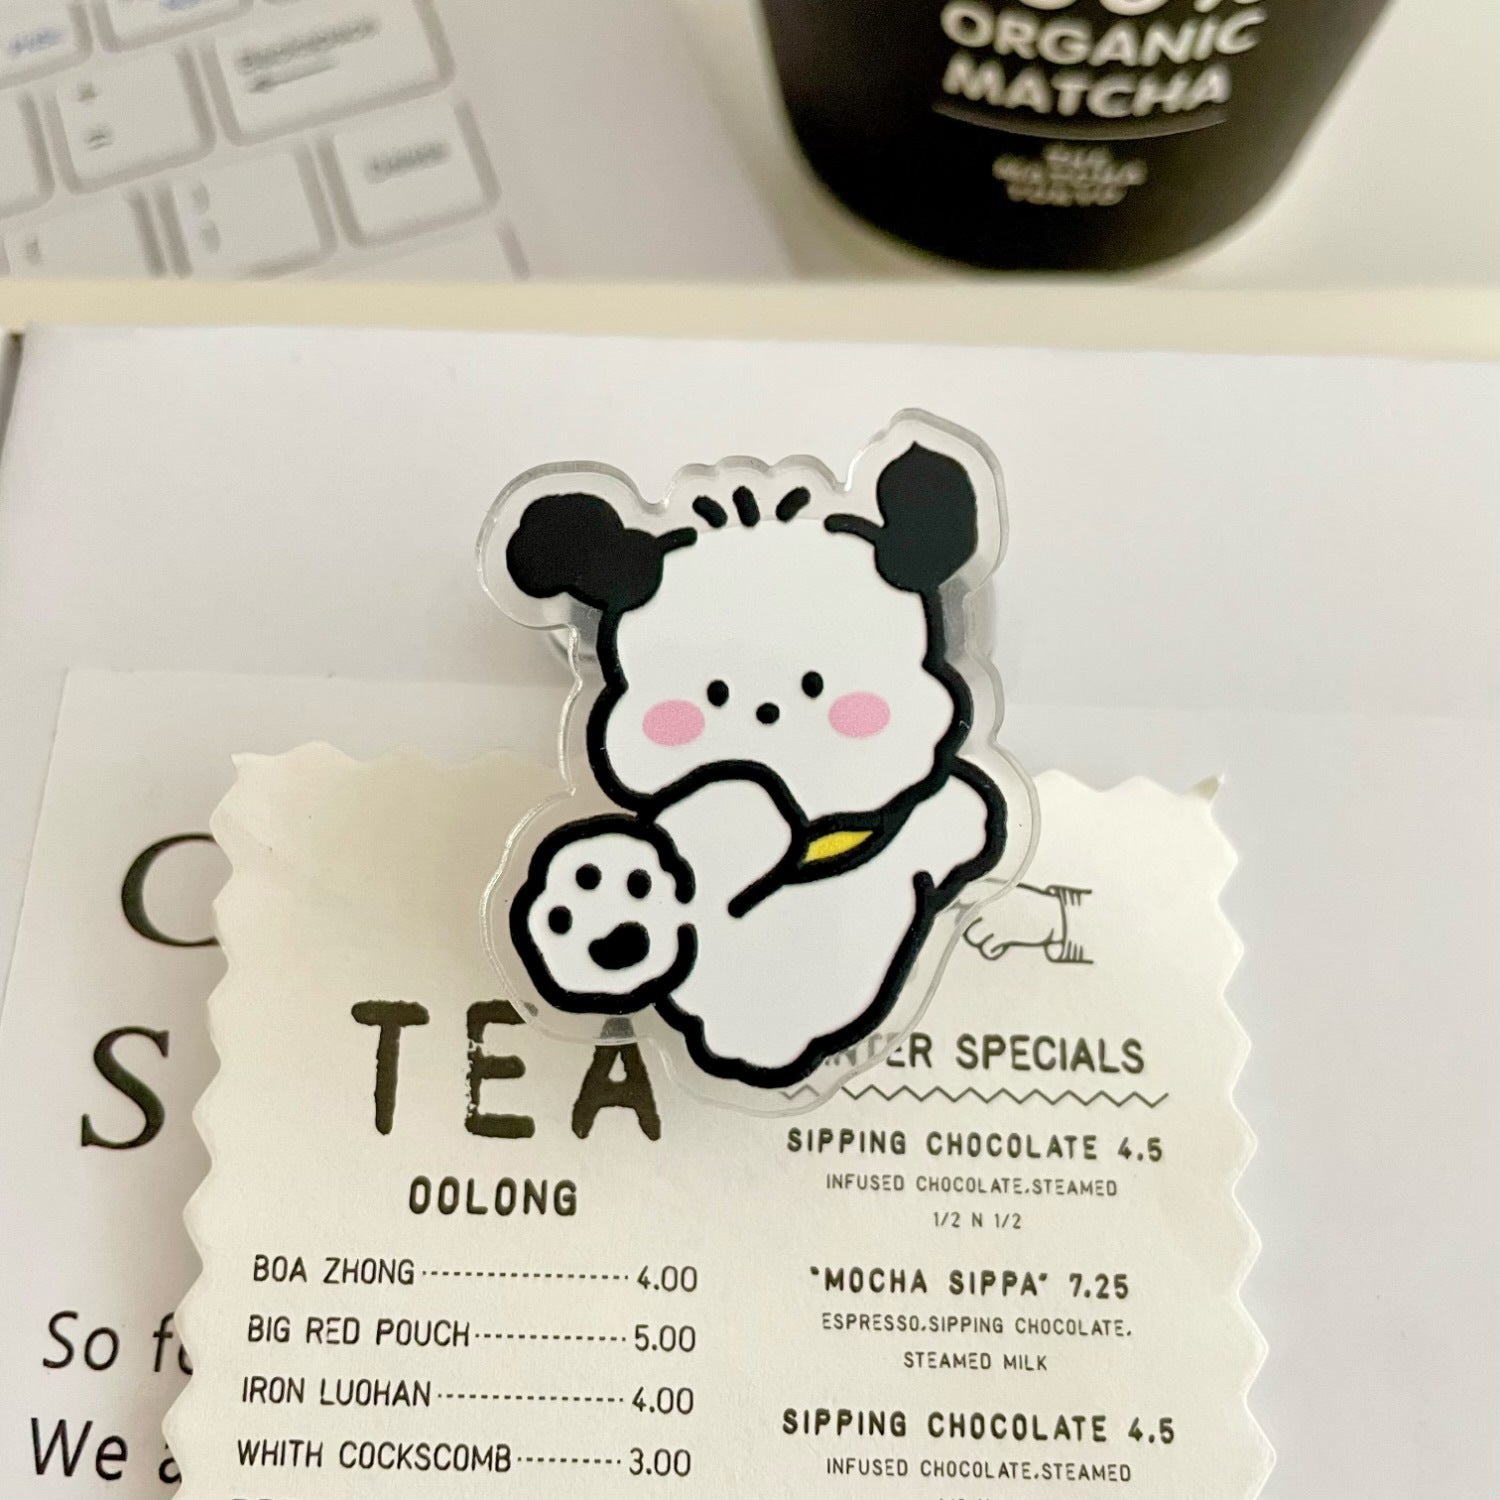 ORGANIC
MATCHA
C
S
So f
We a
TEA
OOLONG
BOA ZHONG 4.00
BIG RED POUCH 5.00
IRON LUOHAN 4.00
WHITH COCKSCOMB 3.00
SPECIALS
SIPPING CHOCOLATE 4.5
INFUSED CHOCOLATE.STEAMED
1/2 N 1/2
"MOCHA SIPPA" 7.25
ESPRESSO.SIPPING CHOCOLATE.
STEAMED MILK
SIPPING CHOCOLATE 4.5
INFUSED CHOCOLATE.STEAMED